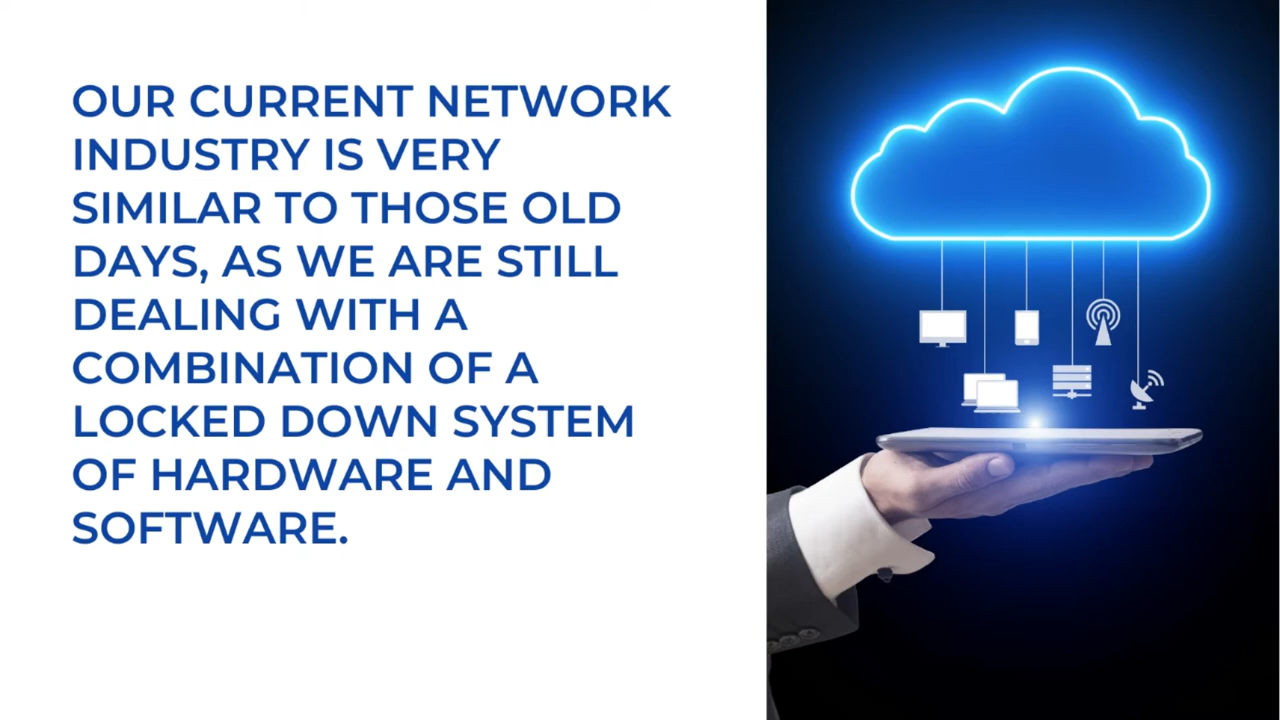 OUR CURRENT NETWORK
INDUSTRY IS VERY
SIMILAR TO THOSE OLD
DAYS, AS WE ARE STILL
DEALING WITH A
COMBINATION OF A
LOCKED DOWN SYSTEM
OF HARDWARE AND
SOFTWARE.